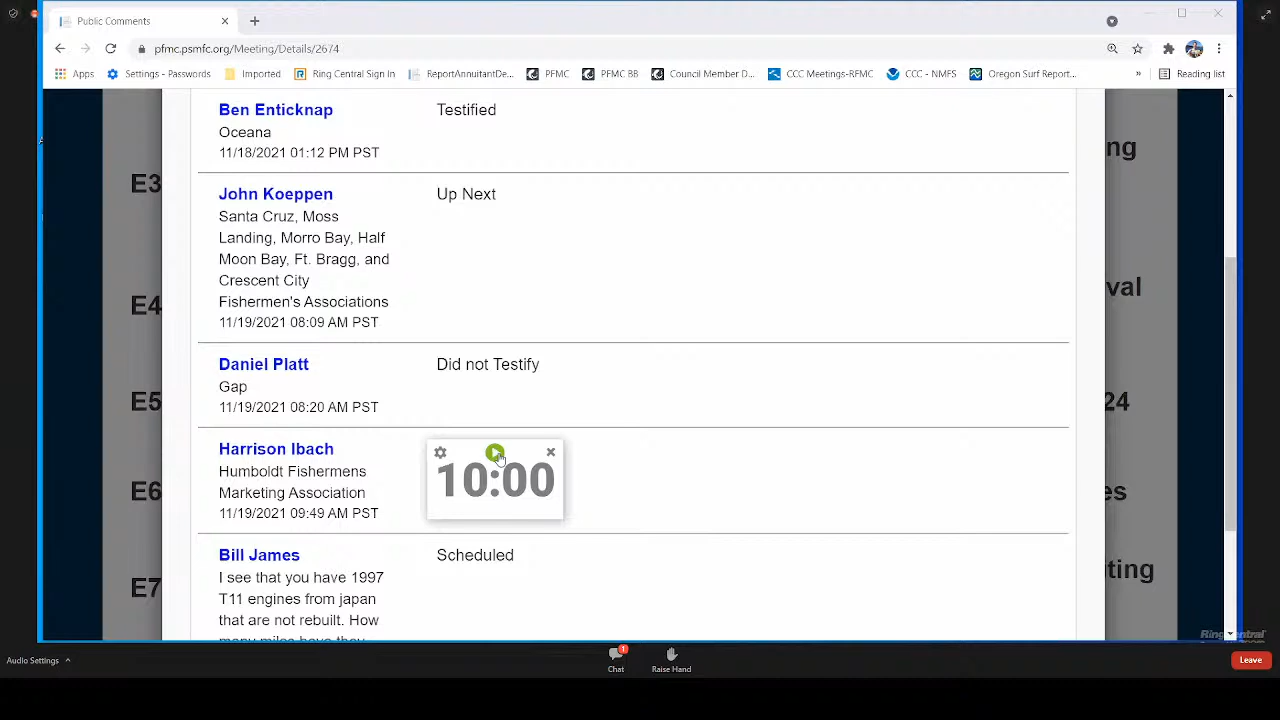 Public Comments
pfmc.psmfc.org/Meeting/Details/2674
Apps Settings - Passwords Imported Ring Central Sign In ReportAnnuitantDe... PFMC PFMC BB Council Member D... CCC Meetings-RFMC CCC - NMFS Oregon Surf Report... » Reading list
Ben Enticknap Testified
Oceana
11/18/2021 01:12 PM PST
John Koeppen Up Next
Santa Cruz, Moss
Landing, Morro Bay, Half
Moon Bay, Ft. Bragg, and
Crescent City
Fishermen's Associations
11/19/2021 08:09 AM PST
Daniel Platt Did not Testify
Gap
11/19/2021 08:20 AM PST
Harrison Ibach
Humboldt Fishermens
Marketing Association
11/19/2021 09:49 AM PST
10:00
Bill James Scheduled
I see that you have 1997
T11 engines from japan
that are not rebuilt. How
many miles have they
E3
E4
E5
E6
E7
ng
val
24
es
ting
RingCentral
Audio Settings
1
Chat
Raise Hand
Leave